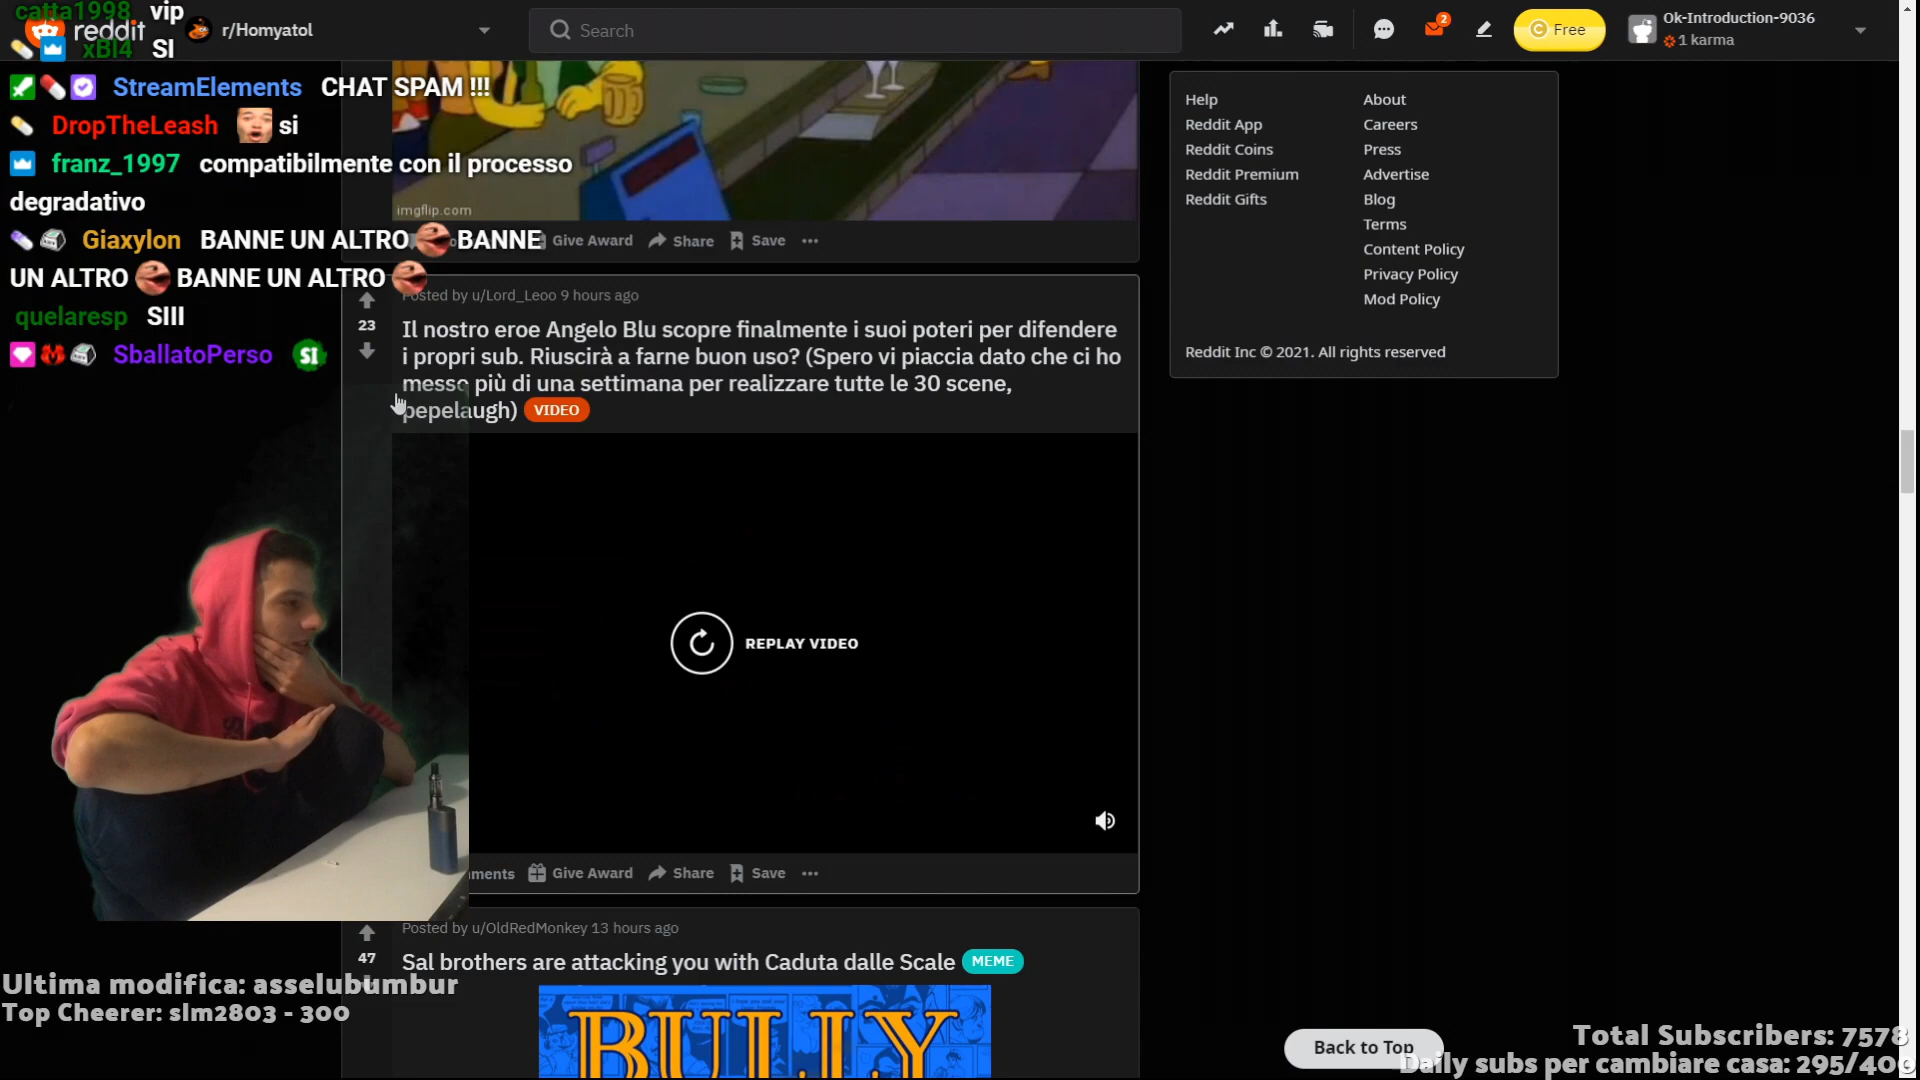 catta1998 vip
reddit r/Homyatol
Search
2
Free
Ok-Introduction-9036
1 karma
xBl4 SI
StreamElements CHAT SPAM !!!
DropTheLeash si
franz_1997 compatibilmente con il processo
degradativo
Giaxylon BANNE UN ALTRO BANNE
UN ALTRO BANNE UN ALTRO
quelaresp SIII
SballatoPerso SI
imgflip.com
Give Award Share Save
Posted by u/Lord_Leoo 9 hours ago
23
Il nostro eroe Angelo Blu scopre finalmente i suoi poteri per difendere
i propri sub. Riuscirà a farne buon uso? (Spero vi piaccia dato che ci ho
messo più di una settimana per realizzare tutte le 30 scene,
pepelaugh) VIDEO
REPLAY VIDEO
Give Award Share Save
Posted by u/OldRedMonkey 13 hours ago
47
Sal brothers are attacking you with Caduta dalle Scale MEME
BULLY
Help About
Reddit App Careers
Reddit Coins Press
Reddit Premium Advertise
Reddit Gifts Blog
Terms
Content Policy
Privacy Policy
Mod Policy
Reddit Inc © 2021. All rights reserved
Back to Top
Ultima modifica: asselubumbur
Top Cheerer: slm2803 - 300
Total Subscribers: 7578
Daily subs per cambiare casa: 295/400